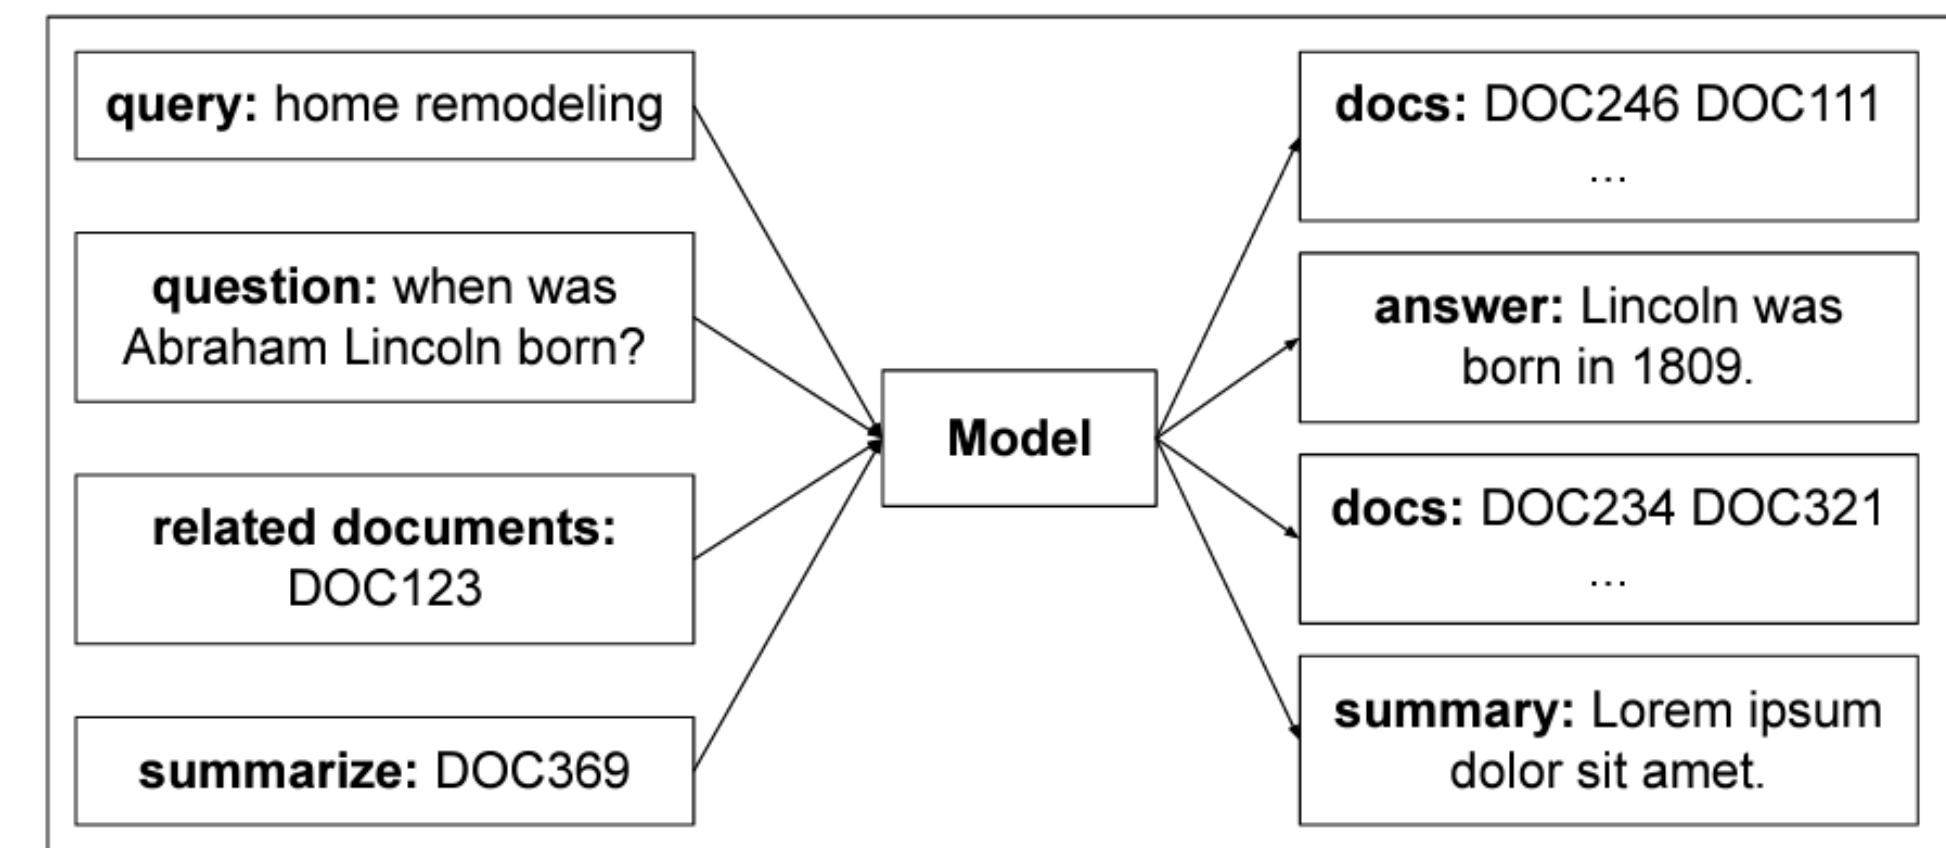 query: home remodeling
question: when was
Abraham Lincoln born?
related documents:
DOC123
summarize: DOC369
Model
docs: DOC246 DOC111
...
answer: Lincoln was
born in 1809.
docs: DOC234 DOC321
...
summary: Lorem ipsum
dolor sit amet.